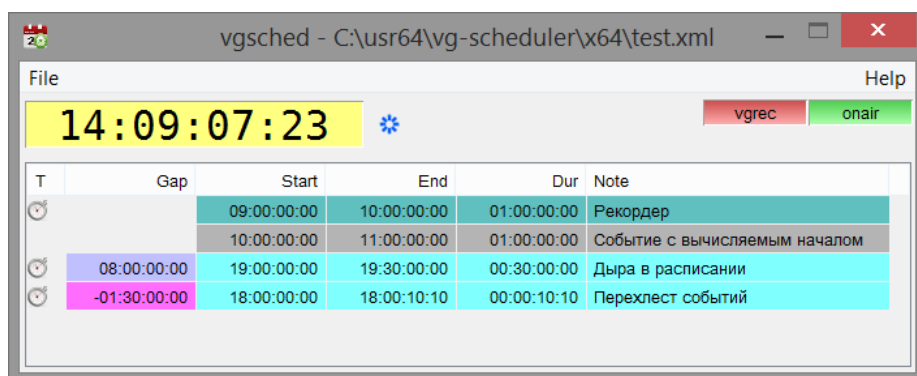 vgsched - C:\usr64\vg-scheduler\x64\test.xml
File Help
14:09:07:23 vgrec onair
T Gap Start End Dur Note
09:00:00:00 10:00:00:00 01:00:00:00 Рекордер
10:00:00:00 11:00:00:00 01:00:00:00 Событие с вычисляемым началом
08:00:00:00 19:00:00:00 19:30:00:00 00:30:00:00 Дыра в расписании
-01:30:00:00 18:00:00:00 18:00:10:10 00:00:10:10 Перехлест событий